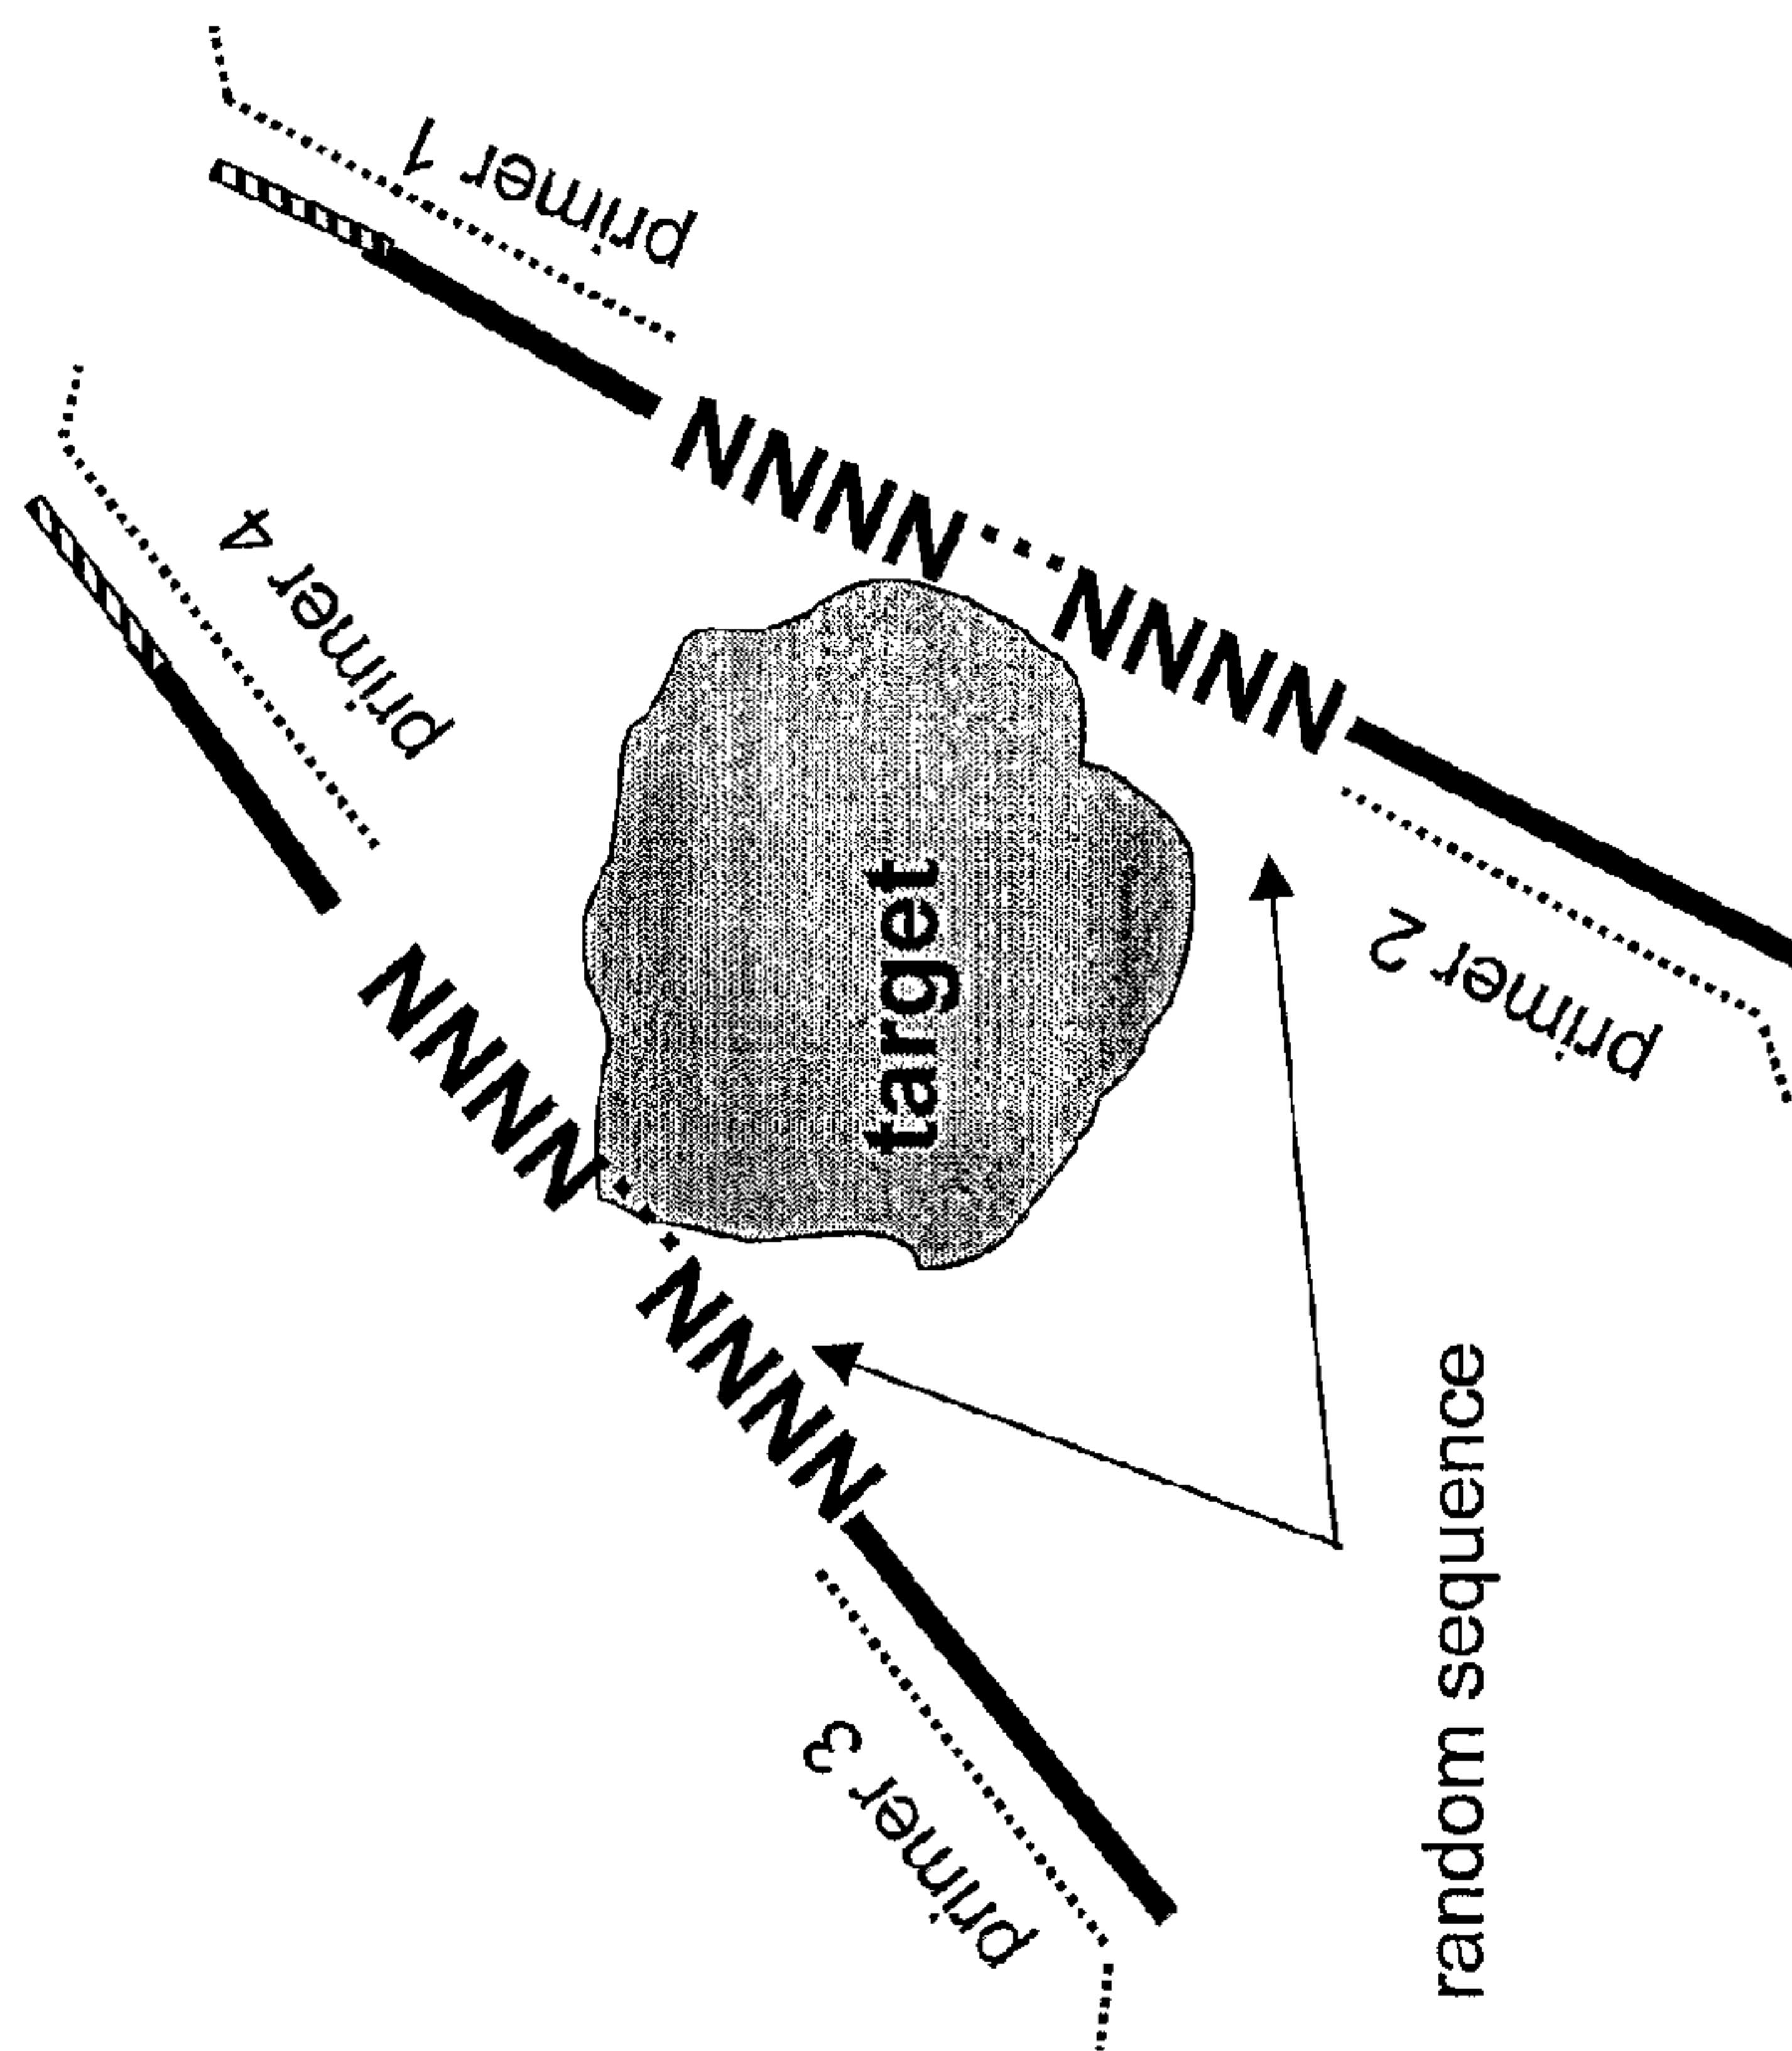 primer 1
primer 4
NNNN...NNNN
NNNN...NNNN
target
primer 2
primer 3
random sequence